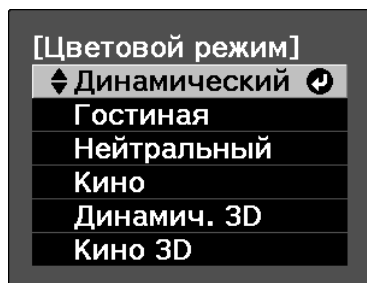 [Цветовой режим]
Динамический
Гостиная
Нейтральный
Кино
Динамич. 3D
Кино 3D